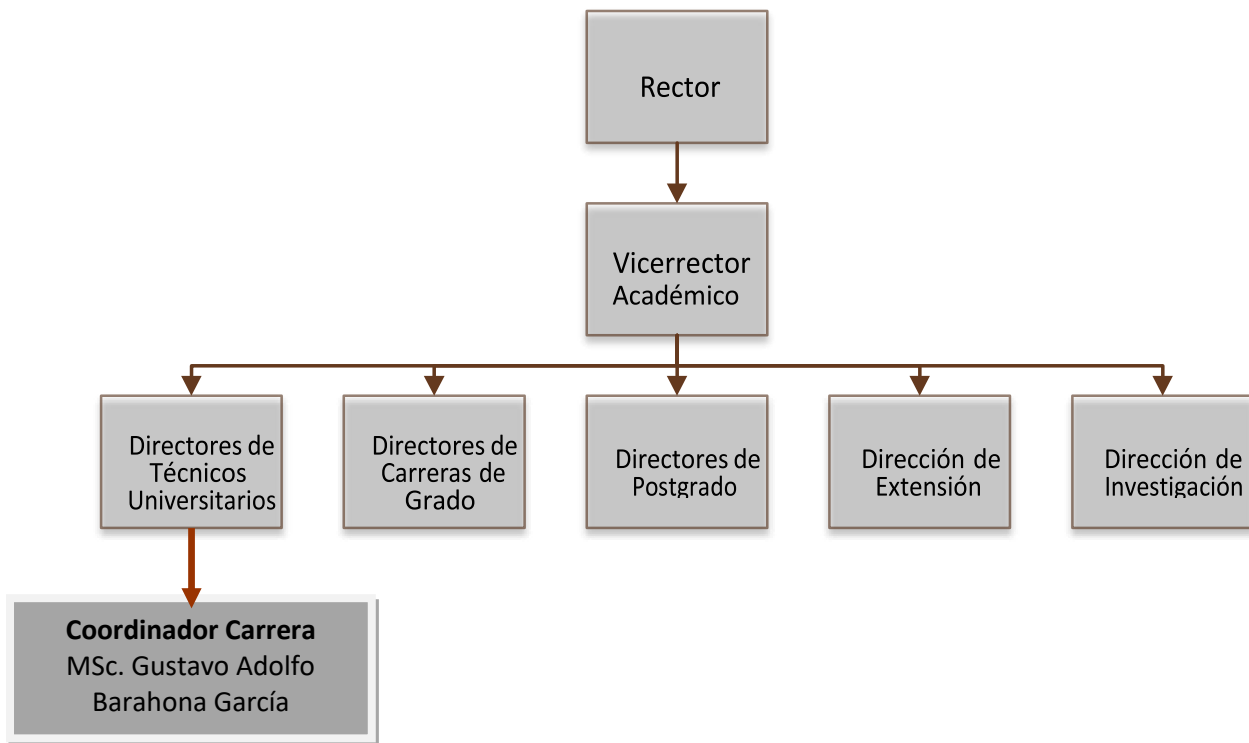 Rector
Vicerrector
Académico
Directores de
Técnicos
Universitarios
Directores de
Carreras de
Grado
Directores de
Postgrado
Dirección de
Extensión
Dirección de
Investigación
Coordinador Carrera
MSc. Gustavo Adolfo
Barahona García